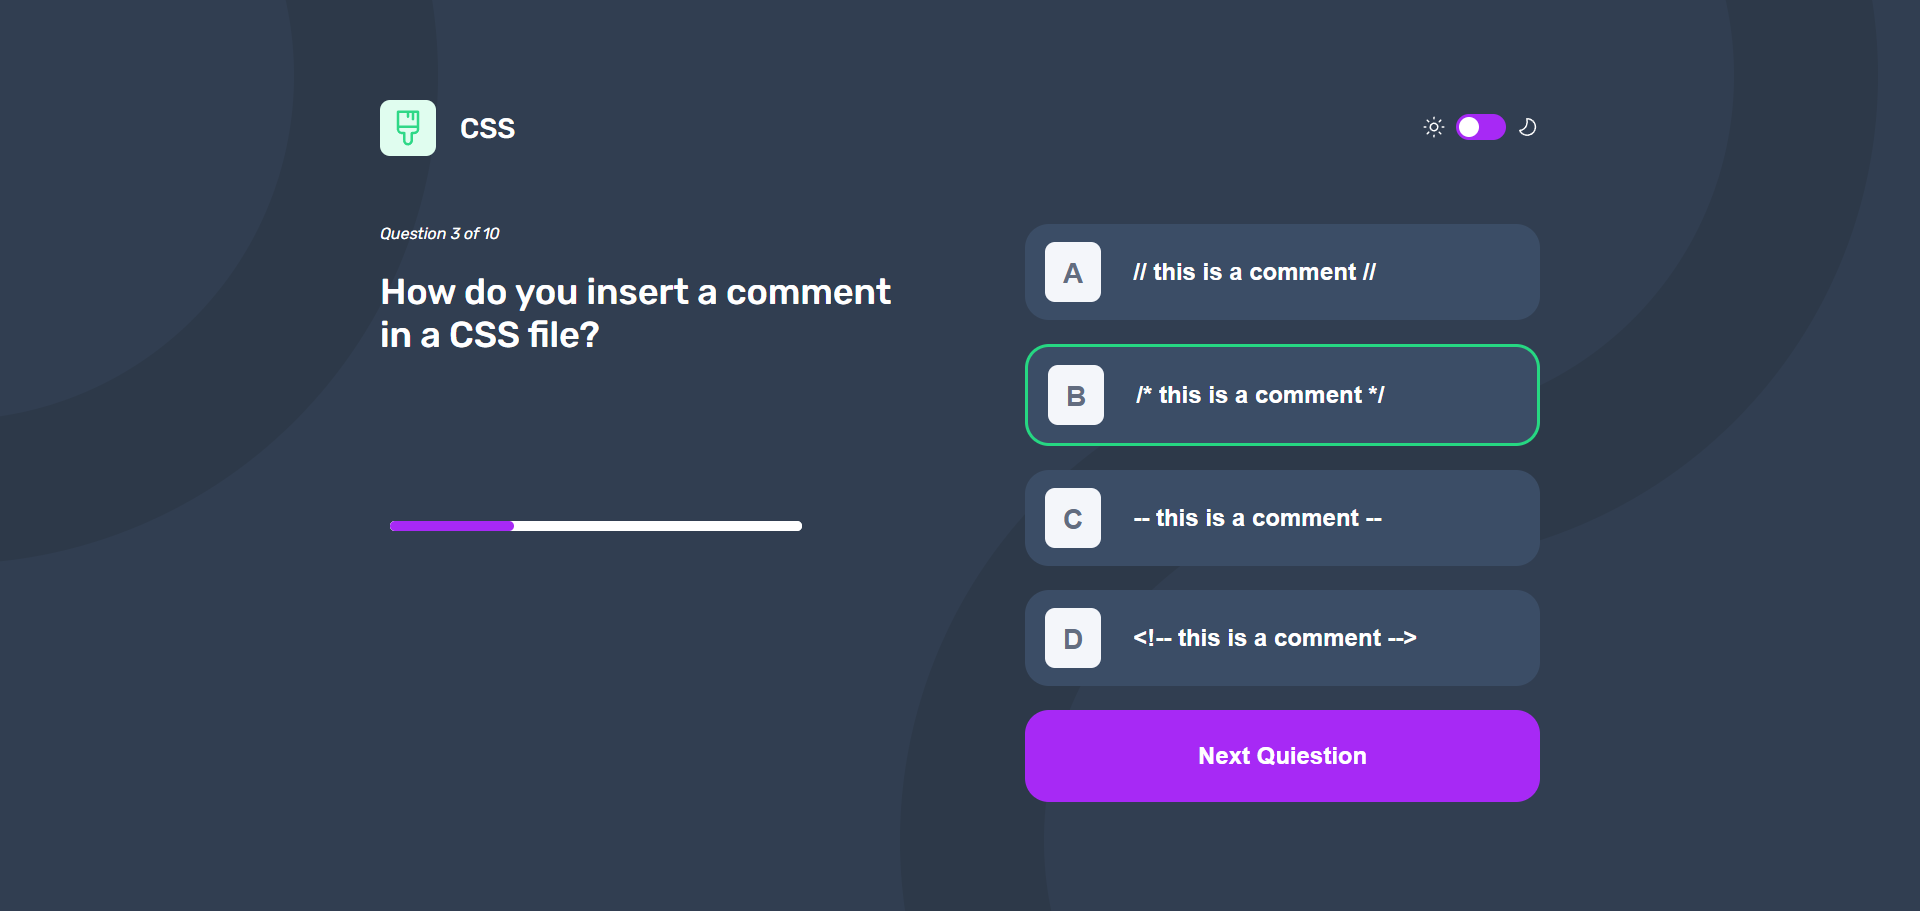 CSS
Question 3 of 10
How do you insert a comment
in a CSS file?
A // this is a comment //
B /* this is a comment */
C -- this is a comment --
D <!-- this is a comment -->
Next Quiestion